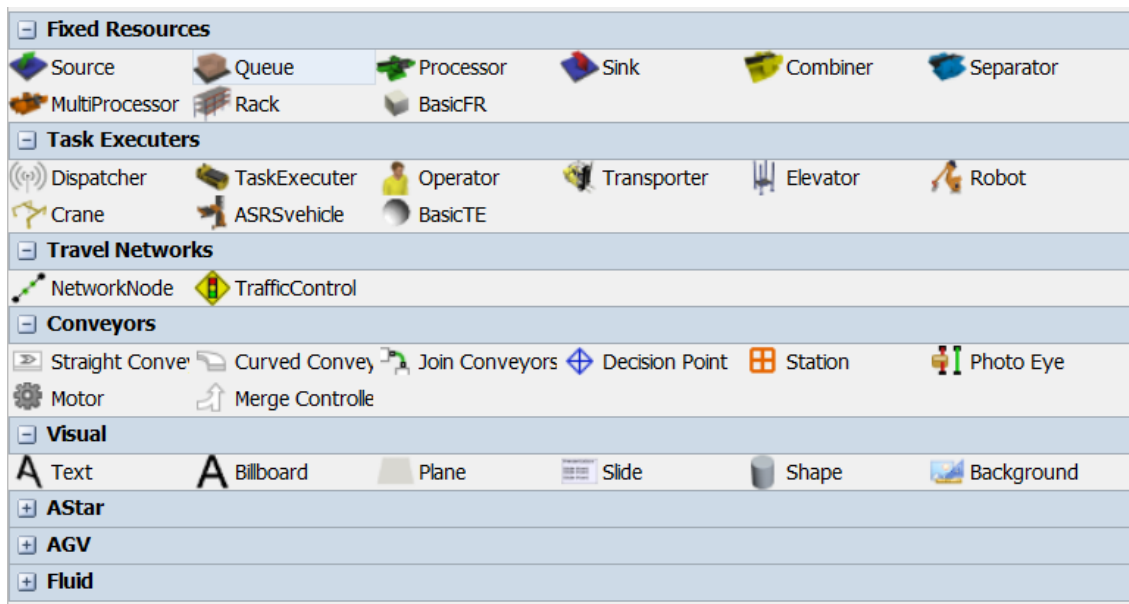 Fixed Resources
Source Queue Processor Sink Combiner Separator
MultiProcessor Rack BasicFR
Task Executers
Dispatcher TaskExecuter Operator Transporter Elevator Robot
Crane ASRSvehicle BasicTE
Travel Networks
NetworkNode TrafficControl
Conveyors
Straight Convey Curved Convey Join Conveyors Decision Point Station Photo Eye
Motor Merge Controlle
Visual
A Text A Billboard Plane Slide Shape Background
AStar
AGV
Fluid